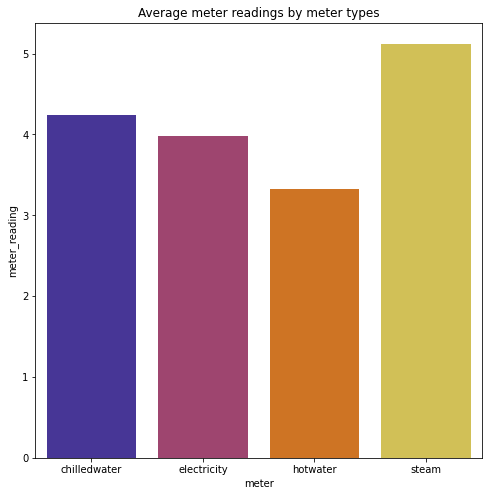 Average meter readings by meter types
meter_reading
5
4
3
2
1
0
chilledwater electricity hotwater steam
meter